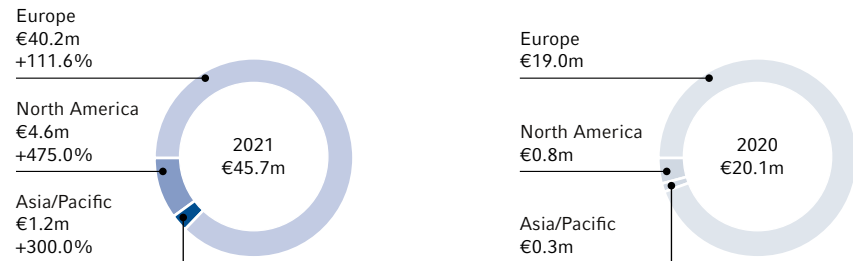 Europe
€40.2m
+111.6%
North America
€4.6m
+475.0%
Asia/Pacific
€1.2m
+300.0%
2021
€45.7m
Europe
€19.0m
North America
€0.8m
Asia/Pacific
€0.3m
2020
€20.1m